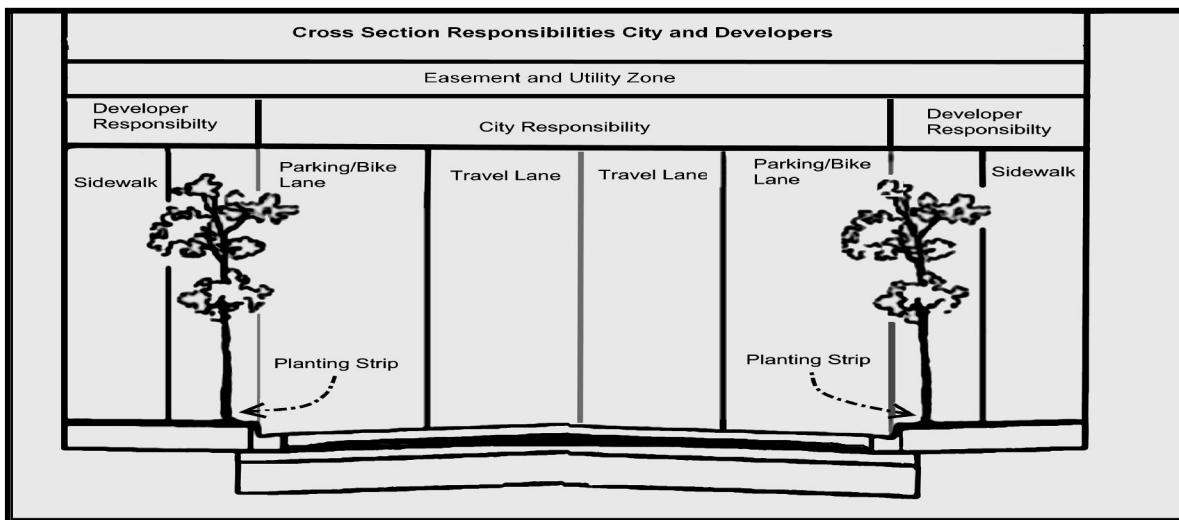 Cross Section Responsibilities City and Developers
Easement and Utility Zone
Developer
Responsibilty
City Responsibility
Developer
Responsibilty
Sidewalk
Parking/Bike
Lane
Travel Lane
Travel Lane
Parking/Bike
Lane
Sidewalk
Planting Strip
Planting Strip